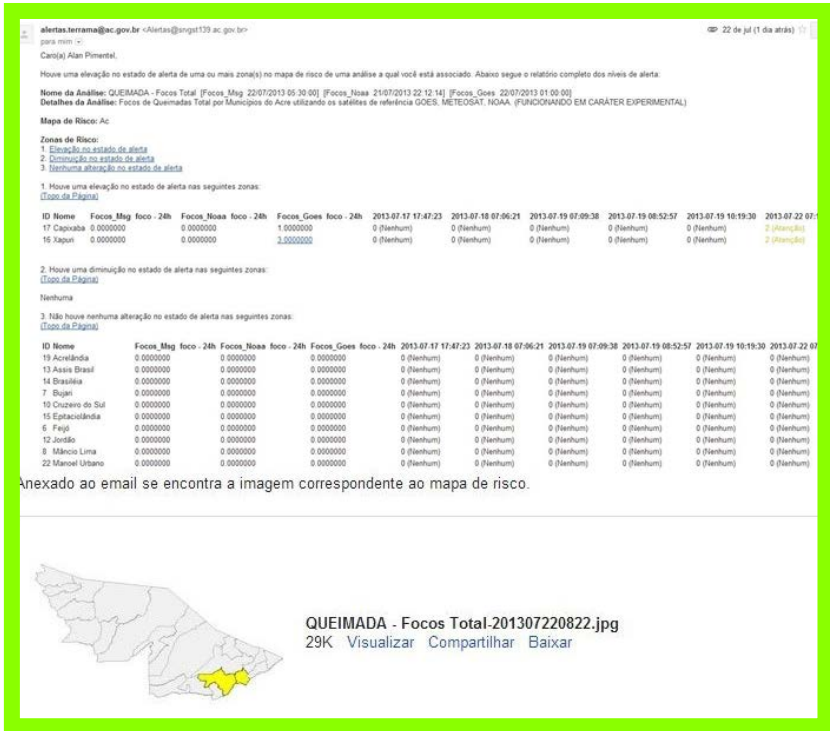 alertas.terrama@ac.gov.br <Alertas@srvgst139.ac.gov.br> 22 de jul (1 dia atrás)
para mim
Caro(a) Alan Pimentel,
Houve uma elevação no estado de alerta de uma ou mais zona(s) no mapa de risco de uma análise a qual você está associado. Abaixo segue o relatório completo dos níveis de alerta:
Nome da Análise: QUEIMADA - Focos Total [Focos_Msg 22/07/2013 05:30:00] [Focos_Noaa 21/07/2013 22:12:14] [Focos_Goes 22/07/2013 01:00:00]
Detalhes da Análise: Focos de Queimadas Total por Municípios do Acre utilizando os satélites de referência GOES, METEOSAT, NOAA. (FUNCIONANDO EM CARÁTER EXPERIMENTAL)
Mapa de Risco: Ac
Zonas de Risco:
1. Elevação no estado de alerta
2. Diminuição no estado de alerta
3. Nenhuma alteração no estado de alerta
1. Houve uma elevação no estado de alerta nas seguintes zonas:
(Topo da Página)
ID Nome Focos_Msg foco - 24h Focos_Noaa foco - 24h Focos_Goes foco - 24h 2013-07-17 17:47:23 2013-07-18 07:06:21 2013-07-19 07:09:38 2013-07-19 08:52:57 2013-07-19 10:19:30 2013-07-22 07:1
17 Capixaba 0.0000000 0.0000000 1.0000000 0 (Nenhum) 0 (Nenhum) 0 (Nenhum) 0 (Nenhum) 0 (Nenhum) 2 (Atenção)
16 Xapuri 0.0000000 0.0000000 3.0000000 0 (Nenhum) 0 (Nenhum) 0 (Nenhum) 0 (Nenhum) 0 (Nenhum) 2 (Atenção)
2. Houve uma diminuição no estado de alerta nas seguintes zonas:
(Topo da Página)
Nenhuma
3. Não houve nenhuma alteração no estado de alerta nas seguintes zonas:
(Topo da Página)
ID Nome Focos_Msg foco - 24h Focos_Noaa foco - 24h Focos_Goes foco - 24h 2013-07-17 17:47:23 2013-07-18 07:06:21 2013-07-19 07:09:38 2013-07-19 08:52:57 2013-07-19 10:19:30 2013-07-22 07
19 Acrelândia 0.0000000 0.0000000 0.0000000 0 (Nenhum) 0 (Nenhum) 0 (Nenhum) 0 (Nenhum) 0 (Nenhum) 0 (Nenhum)
13 Assis Brasil 0.0000000 0.0000000 0.0000000 0 (Nenhum) 0 (Nenhum) 0 (Nenhum) 0 (Nenhum) 0 (Nenhum) 0 (Nenhum)
14 Brasiléia 0.0000000 0.0000000 0.0000000 0 (Nenhum) 0 (Nenhum) 0 (Nenhum) 0 (Nenhum) 0 (Nenhum) 0 (Nenhum)
7 Bujari 0.0000000 0.0000000 0.0000000 0 (Nenhum) 0 (Nenhum) 0 (Nenhum) 0 (Nenhum) 0 (Nenhum) 0 (Nenhum)
10 Cruzeiro do Sul 0.0000000 0.0000000 0.0000000 0 (Nenhum) 0 (Nenhum) 0 (Nenhum) 0 (Nenhum) 0 (Nenhum) 0 (Nenhum)
15 Epitaciolândia 0.0000000 0.0000000 0.0000000 0 (Nenhum) 0 (Nenhum) 0 (Nenhum) 0 (Nenhum) 0 (Nenhum) 0 (Nenhum)
6 Feijó 0.0000000 0.0000000 0.0000000 0 (Nenhum) 0 (Nenhum) 0 (Nenhum) 0 (Nenhum) 0 (Nenhum) 0 (Nenhum)
12 Jordão 0.0000000 0.0000000 0.0000000 0 (Nenhum) 0 (Nenhum) 0 (Nenhum) 0 (Nenhum) 0 (Nenhum) 0 (Nenhum)
8 Mâncio Lima 0.0000000 0.0000000 0.0000000 0 (Nenhum) 0 (Nenhum) 0 (Nenhum) 0 (Nenhum) 0 (Nenhum) 0 (Nenhum)
22 Manoel Urbano 0.0000000 0.0000000 0.0000000 0 (Nenhum) 0 (Nenhum) 0 (Nenhum) 0 (Nenhum) 0 (Nenhum) 0 (Nenhum)
Anexado ao email se encontra a imagem correspondente ao mapa de risco.
QUEIMADA - Focos Total-201307220822.jpg
29K Visualizar Compartilhar Baixar